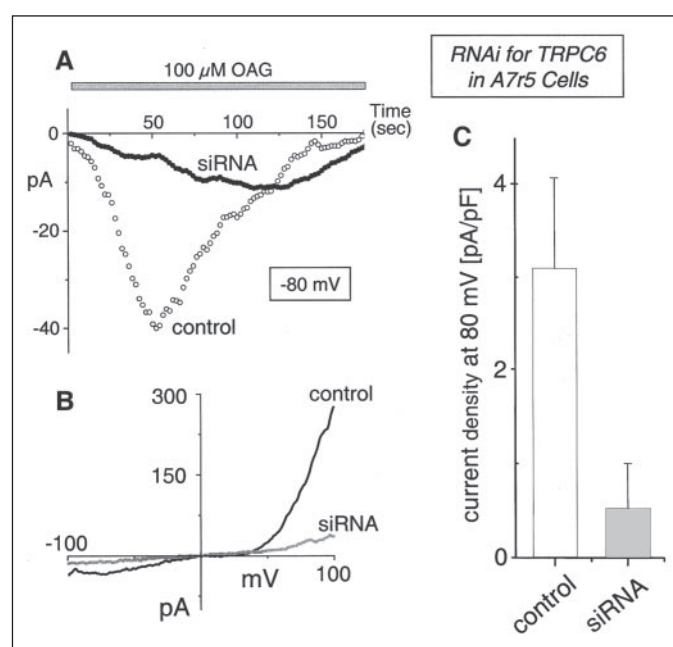 A
100 µM OAG
Time
(sec)
0
50
100
150
pA
siRNA
-20
-80 mV
-40
control
B
300
control
150
siRNA
-100
mV
100
pA
RNAi for TRPC6
in A7r5 Cells
C
current density at 80 mV [pA/pF]
4
2
0
control
siRNA